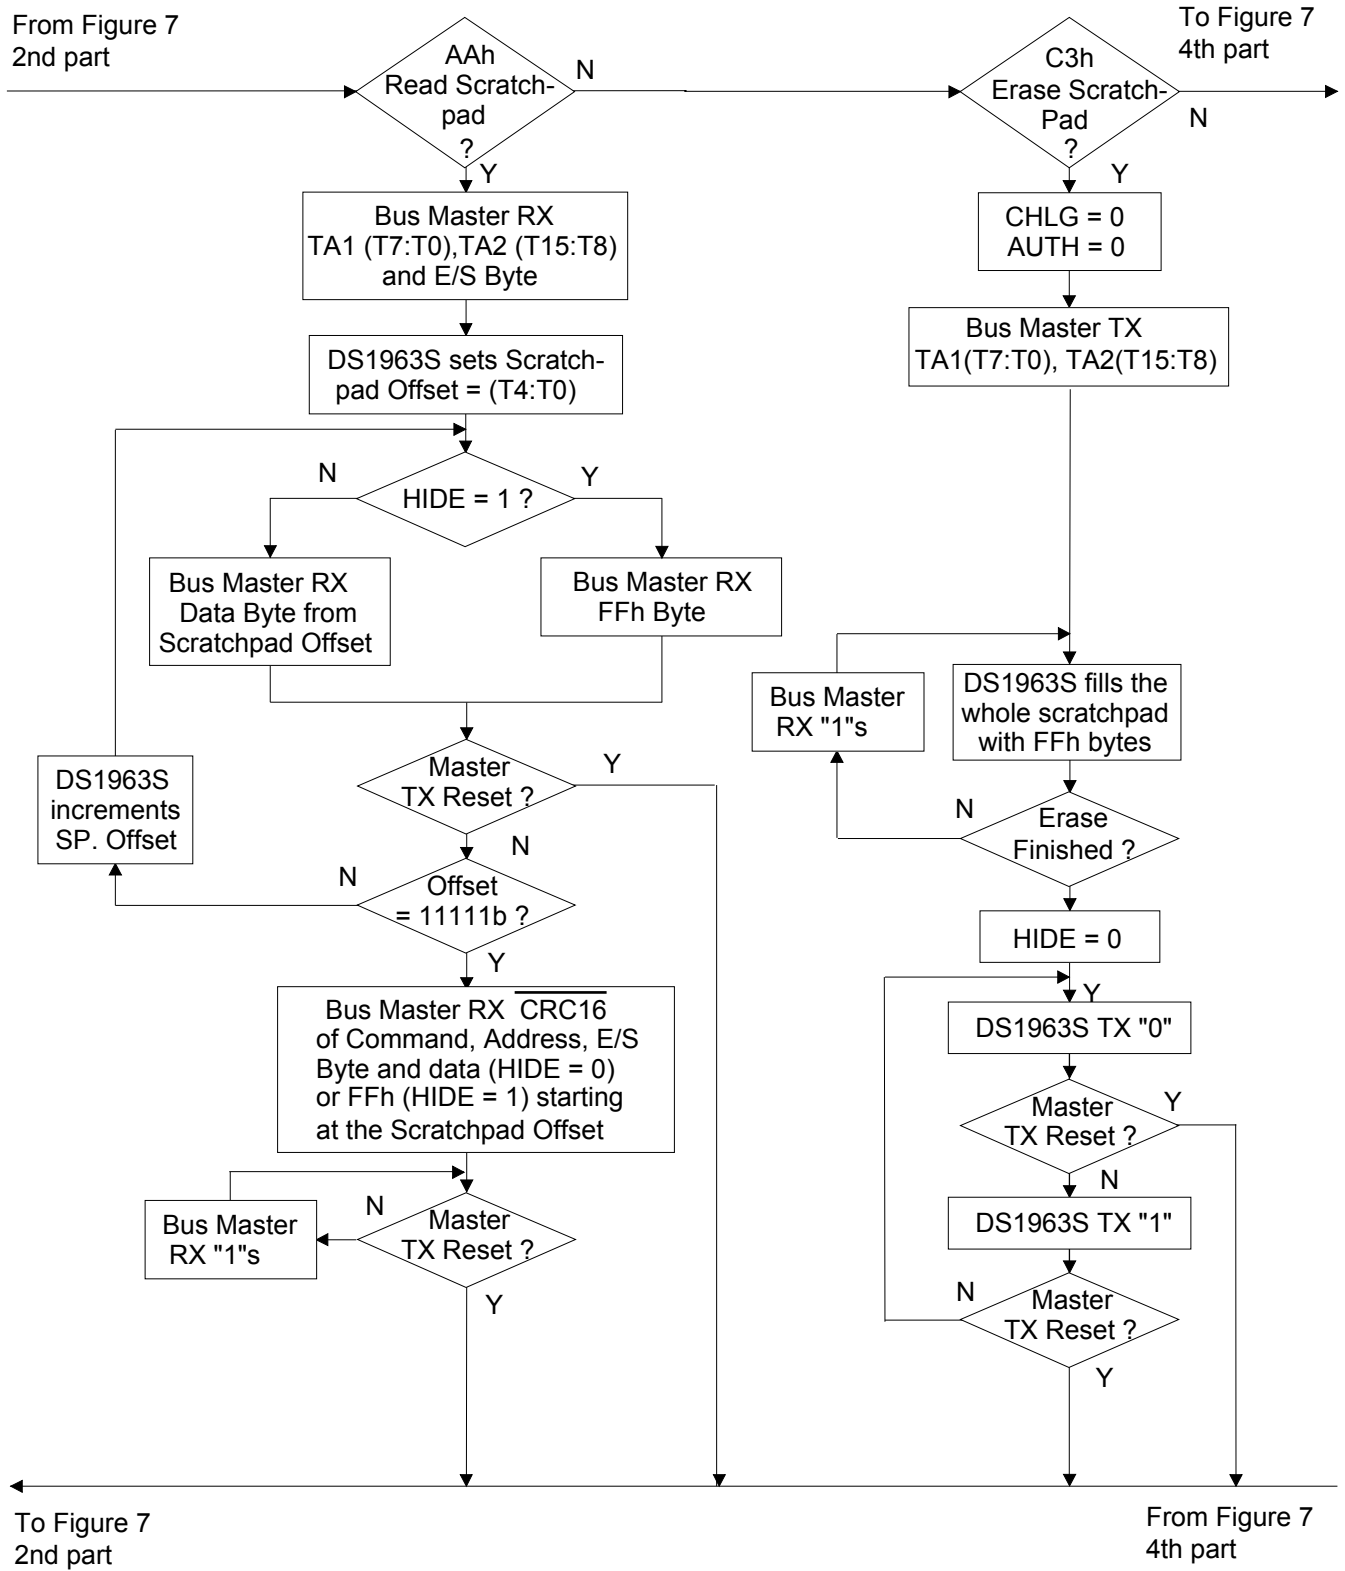 From Figure 7
2nd part
AAh
Read Scratch-
pad
?
N
Y
Bus Master RX
TA1 (T7:T0),TA2 (T15:T8)
and E/S Byte
DS1963S sets Scratch-
pad Offset = (T4:T0)
N
HIDE = 1 ?
Y
Bus Master RX
Data Byte from
Scratchpad Offset
Bus Master RX
FFh Byte
Master
TX Reset ?
Y
N
DS1963S
increments
SP. Offset
N
Offset
= 11111b ?
Y
Bus Master RX CRC16
of Command, Address, E/S
Byte and data (HIDE = 0)
or FFh (HIDE = 1) starting
at the Scratchpad Offset
Bus Master
RX "1"s
N
Master
TX Reset ?
Y
To Figure 7
2nd part
To Figure 7
4th part
C3h
Erase Scratch-
Pad
?
N
Y
CHLG = 0
AUTH = 0
Bus Master TX
TA1(T7:T0), TA2(T15:T8)
Bus Master
RX "1"s
DS1963S fills the
whole scratchpad
with FFh bytes
N
Erase
Finished ?
HIDE = 0
Y
DS1963S TX "0"
Master
TX Reset ?
Y
N
DS1963S TX "1"
N
Master
TX Reset ?
Y
From Figure 7
4th part